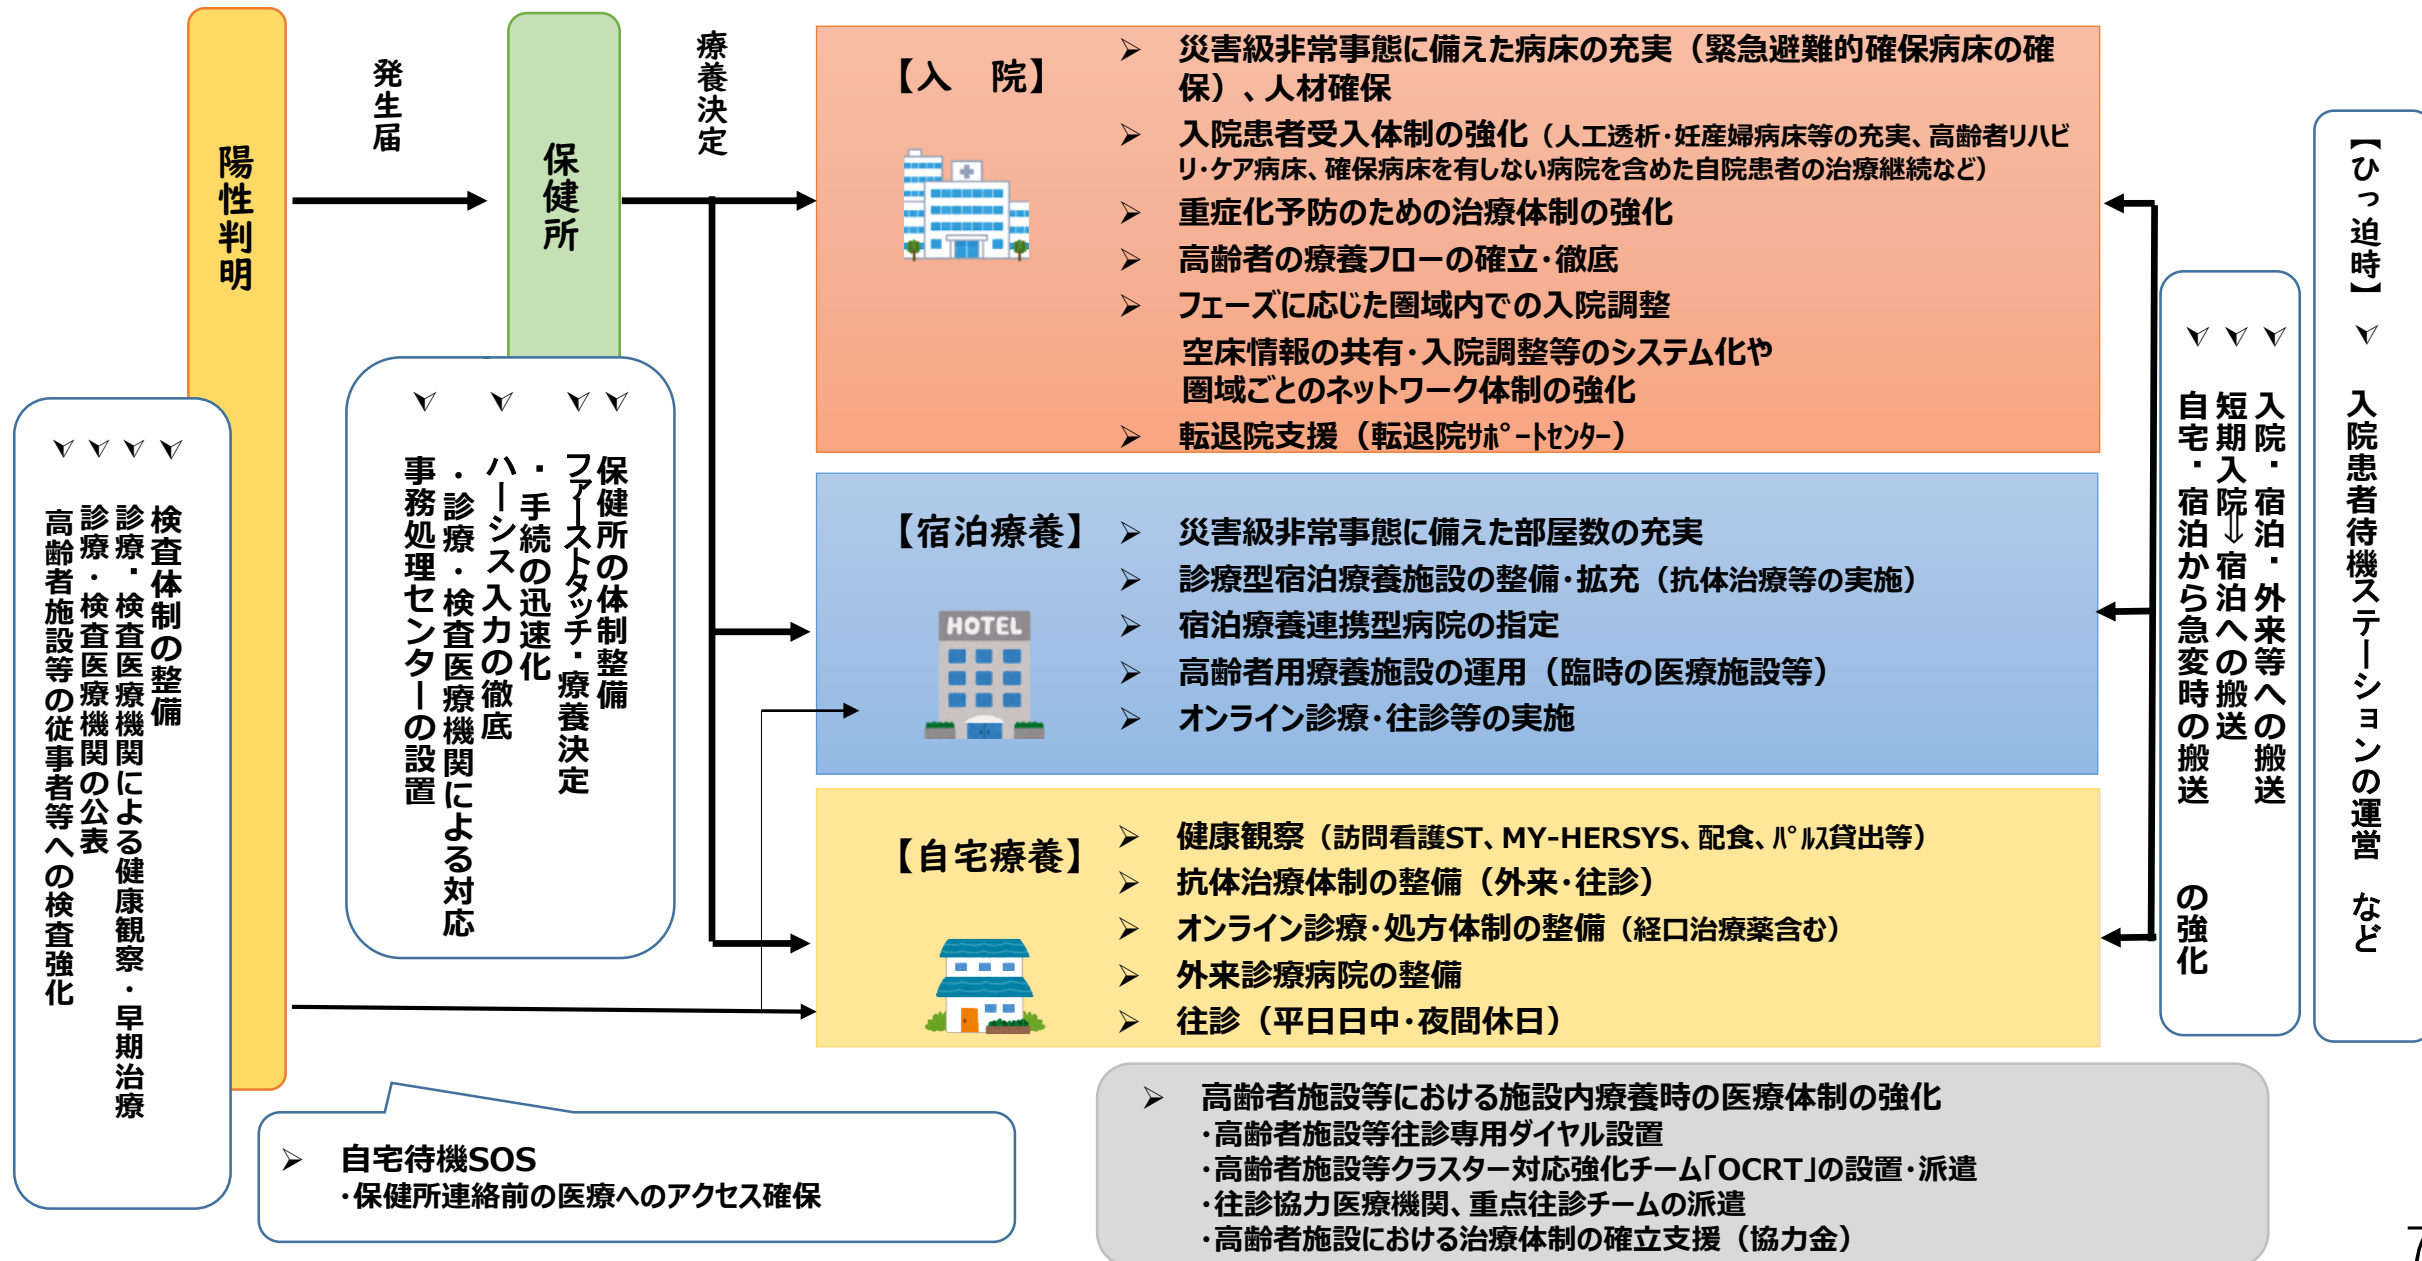 陽性判明
検査体制の整備
診療・検査医療機関による健康観察・早期治療
診療・検査医療機関の公表
高齢者施設等の従事者等への検査強化
発生届
保健所
保健所の体制整備
ファーストタッチ・療養決定
・手続の迅速化
ハーシス入力の徹底
・診療・検査医療機関による対応
事務処理センターの設置
療養決定
【入　院】
➢ 災害級非常事態に備えた病床の充実（緊急避難的確保病床の確
保）、人材確保
➢ 入院患者受入体制の強化（人工透析・妊産婦病床等の充実、高齢者リハビ
リ・ケア病床、確保病床を有しない病院を含めた自院患者の治療継続など）
➢ 重症化予防のための治療体制の強化
➢ 高齢者の療養フローの確立・徹底
➢ フェーズに応じた圏域内での入院調整
空床情報の共有・入院調整等のシステム化や
圏域ごとのネットワーク体制の強化
➢ 転退院支援（転退院ｻﾎﾟｰﾄｾﾝﾀｰ）
【宿泊療養】
HOTEL
➢ 災害級非常事態に備えた部屋数の充実
➢ 診療型宿泊療養施設の整備・拡充（抗体治療等の実施）
➢ 宿泊療養連携型病院の指定
➢ 高齢者用療養施設の運用（臨時の医療施設等）
➢ オンライン診療・往診等の実施
【自宅療養】
➢ 健康観察（訪問看護ST、MY-HERSYS、配食、ﾊﾟﾙｽ貸出等）
➢ 抗体治療体制の整備（外来・往診）
➢ オンライン診療・処方体制の整備（経口治療薬含む）
➢ 外来診療病院の整備
➢ 往診（平日日中・夜間休日）
【ひっ迫時】
➢ 入院患者待機ステーションの運営　など
➢ 入院・宿泊・外来等への搬送
➢ 短期入院⇒宿泊への搬送
➢ 自宅・宿泊から急変時の搬送
の強化
➢ 自宅待機SOS
・保健所連絡前の医療へのアクセス確保
➢ 高齢者施設等における施設内療養時の医療体制の強化
・高齢者施設等往診専用ダイヤル設置
・高齢者施設等クラスター対応強化チーム「OCRT」の設置・派遣
・往診協力医療機関、重点往診チームの派遣
・高齢者施設における治療体制の確立支援（協力金）
7